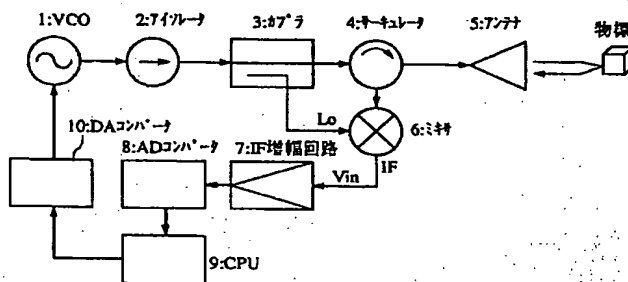 1:VCO
2:アイソレータ
3:カプラ
4:サーキュレータ
5:アンテナ
物標
Lo
6:ミキサ
IF
10:DAコンバータ
8:ADコンバータ
7:IF増幅回路
Vin
9:CPU